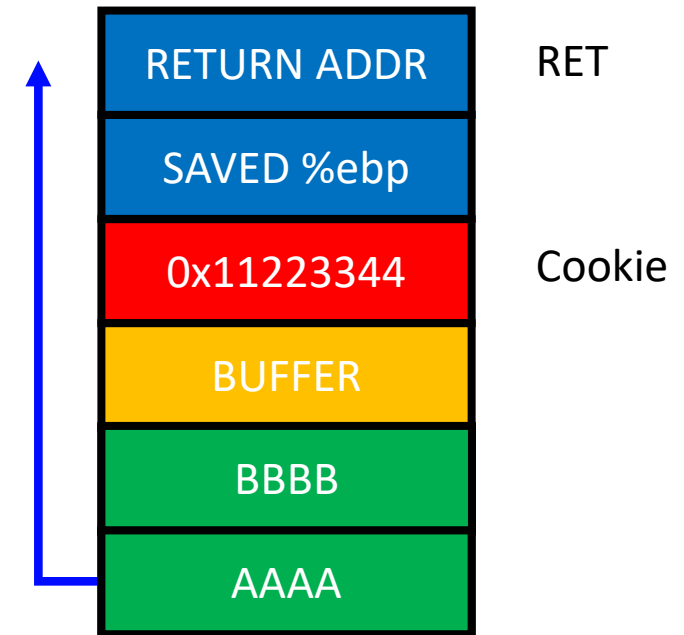 RETURN ADDR RET
SAVED %ebp
0x11223344 Cookie
BUFFER
BBBB
AAAA